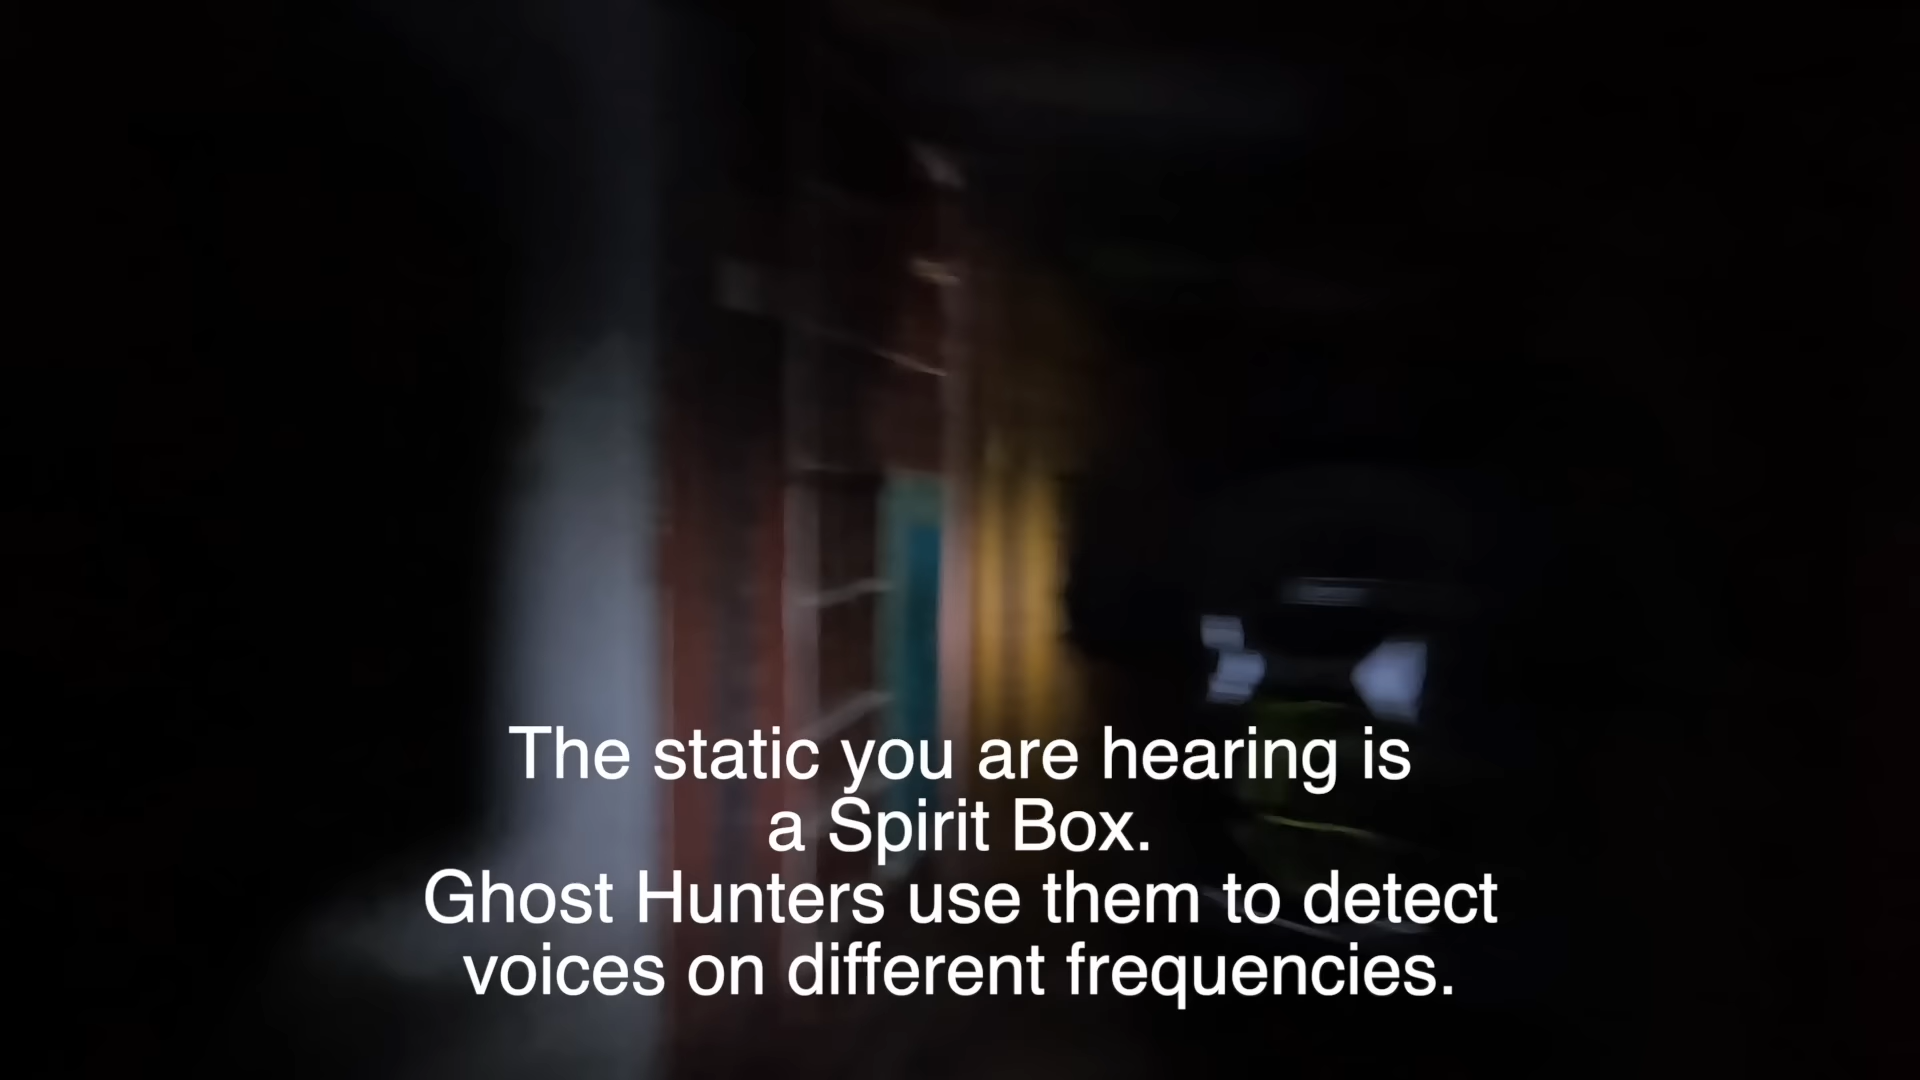 The static you are hearing is
a Spirit Box.
Ghost Hunters use them to detect
voices on different frequencies.